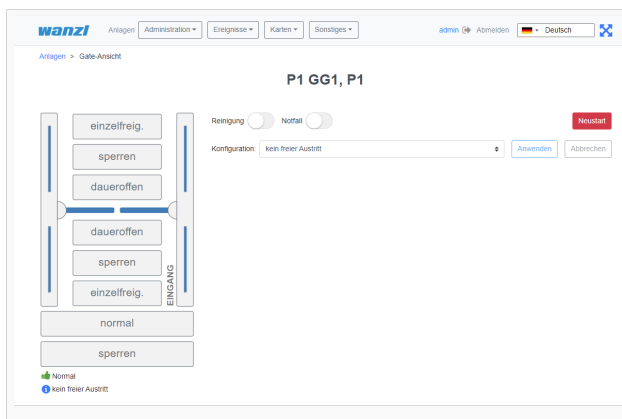 wanzl Anlagen Administration Ereignisse Karten Sonstiges admin Abmelden Deutsch
Anlagen > Gate-Ansicht
P1 GG1, P1
Reinigung Notfall Neustart
Konfiguration: kein freier Austritt Anwenden Abbrechen
einzelfreig.
sperren
daueroffen
daueroffen
sperren
einzelfreig.
EINGANG
normal
sperren
Normal
kein freier Austritt